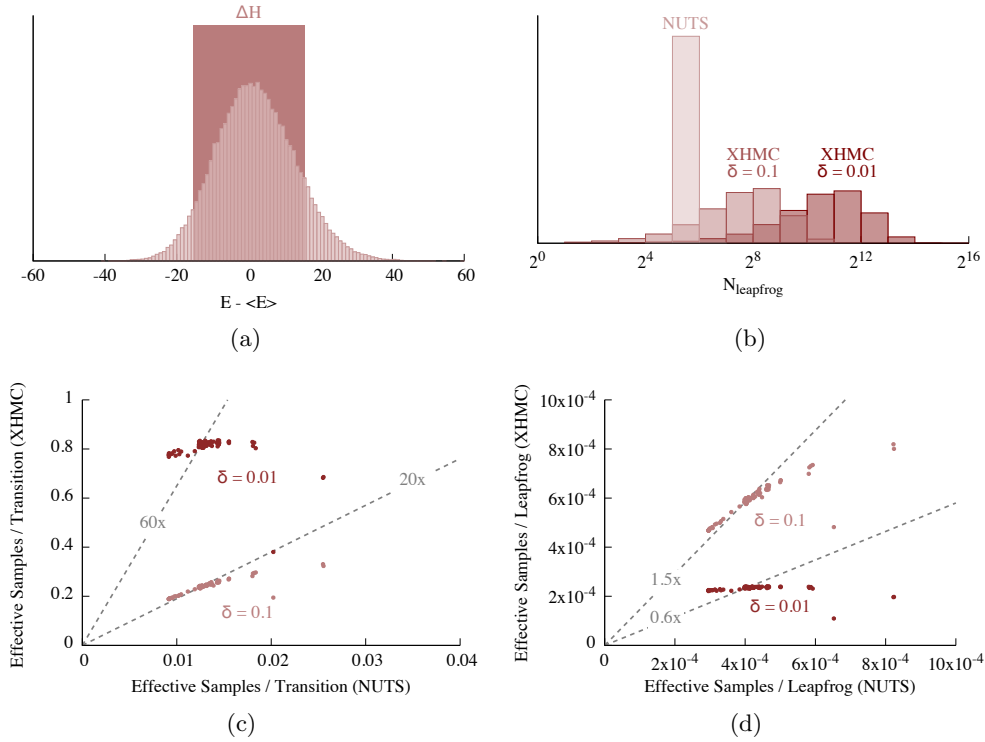 ΔH
-60 -40 -20 0 20 40 60
E - <E>
(a)
NUTS
XHMC
δ = 0.1
XHMC
δ = 0.01
2^0 2^4 2^8 2^12 2^16
N_leapfrog
(b)
Effective Samples / Transition (XHMC)
1
0.8
0.6
0.4
0.2
0
60x
20x
δ = 0.01
δ = 0.1
0 0.01 0.02 0.03 0.04
Effective Samples / Transition (NUTS)
(c)
Effective Samples / Leapfrog (XHMC)
10x10^-4
8x10^-4
6x10^-4
4x10^-4
2x10^-4
0
δ = 0.1
1.5x
0.6x
δ = 0.01
0 2x10^-4 4x10^-4 6x10^-4 8x10^-4 10x10^-4
Effective Samples / Leapfrog (NUTS)
(d)